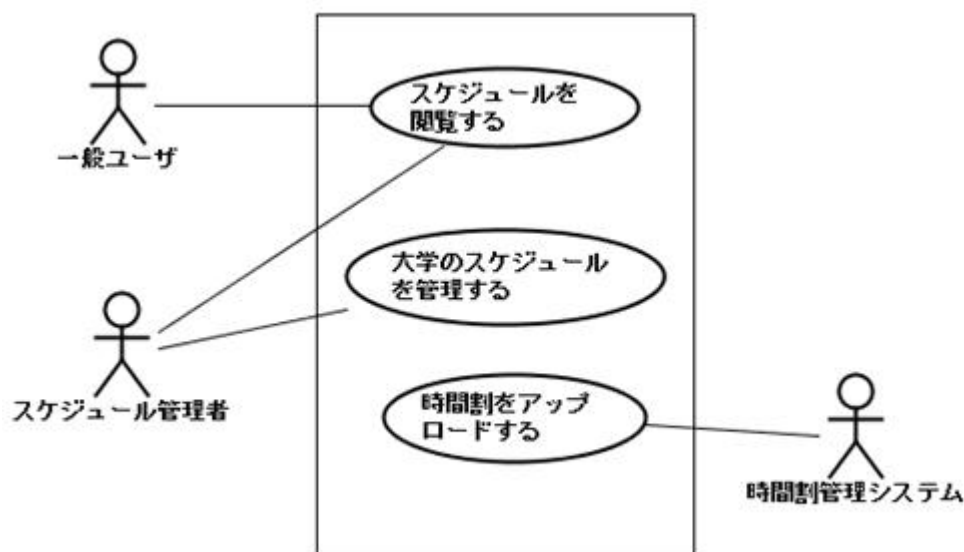 スケジュールを
閲覧する
一般ユーザ
大学のスケジュール
を管理する
スケジュール管理者
時間割をアップ
ロードする
時間割管理システム